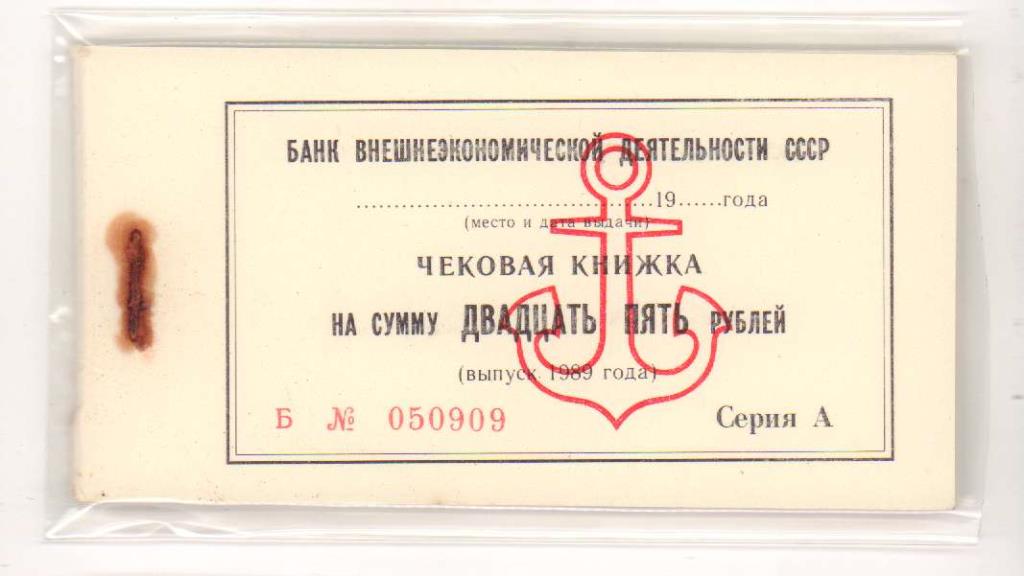 БАНК ВНЕШНЕЭКОНОМИЧЕСКОЙ ДЕЯТЕЛЬНОСТИ СССР
........................................19......года
(место и дата выдачи)
ЧЕКОВАЯ КНИЖКА
НА СУММУ ДВАДЦАТЬ ПЯТЬ РУБЛЕЙ
(выпуск 1989 года)
Б № 050909 Серия А